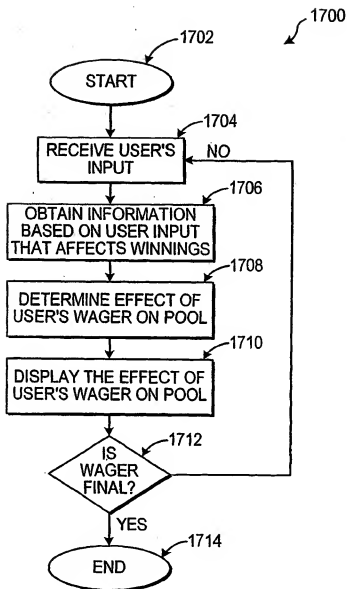 1700
1702
START
1704
RECEIVE USER'S
INPUT
NO
1706
OBTAIN INFORMATION
BASED ON USER INPUT
THAT AFFECTS WINNINGS
1708
DETERMINE EFFECT OF
USER'S WAGER ON POOL
1710
DISPLAY THE EFFECT OF
USER'S WAGER ON POOL
1712
IS
WAGER
FINAL?
YES
1714
END